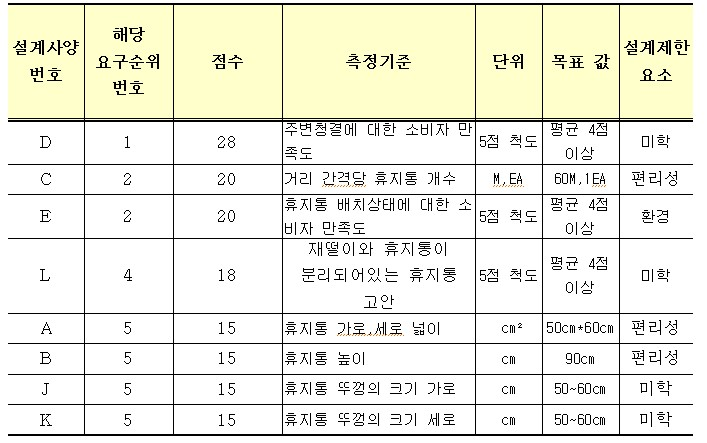 설계사양 번호 | 해당 요구순위 번호 | 점수 | 측정기준 | 단위 | 목표 값 | 설계제한 요소
D | 1 | 28 | 주변청결에 대한 소비자 만족도 | 5점 척도 | 평균 4점 이상 | 미학
C | 2 | 20 | 거리 간격당 휴지통 개수 | M,EA | 60M,1EA | 편리성
E | 2 | 20 | 휴지통 배치상태에 대한 소비자 만족도 | 5점 척도 | 평균 4점 이상 | 환경
L | 4 | 18 | 재떨이와 휴지통이 분리되어있는 휴지통 고안 | 5점 척도 | 평균 4점 이상 | 미학
A | 5 | 15 | 휴지통 가로,세로 넓이 | cm² | 50cm*60cm | 편리성
B | 5 | 15 | 휴지통 높이 | cm | 90cm | 편리성
J | 5 | 15 | 휴지통 뚜껑의 크기 가로 | cm | 50~60cm | 미학
K | 5 | 15 | 휴지통 뚜껑의 크기 세로 | cm | 50~60cm | 미학